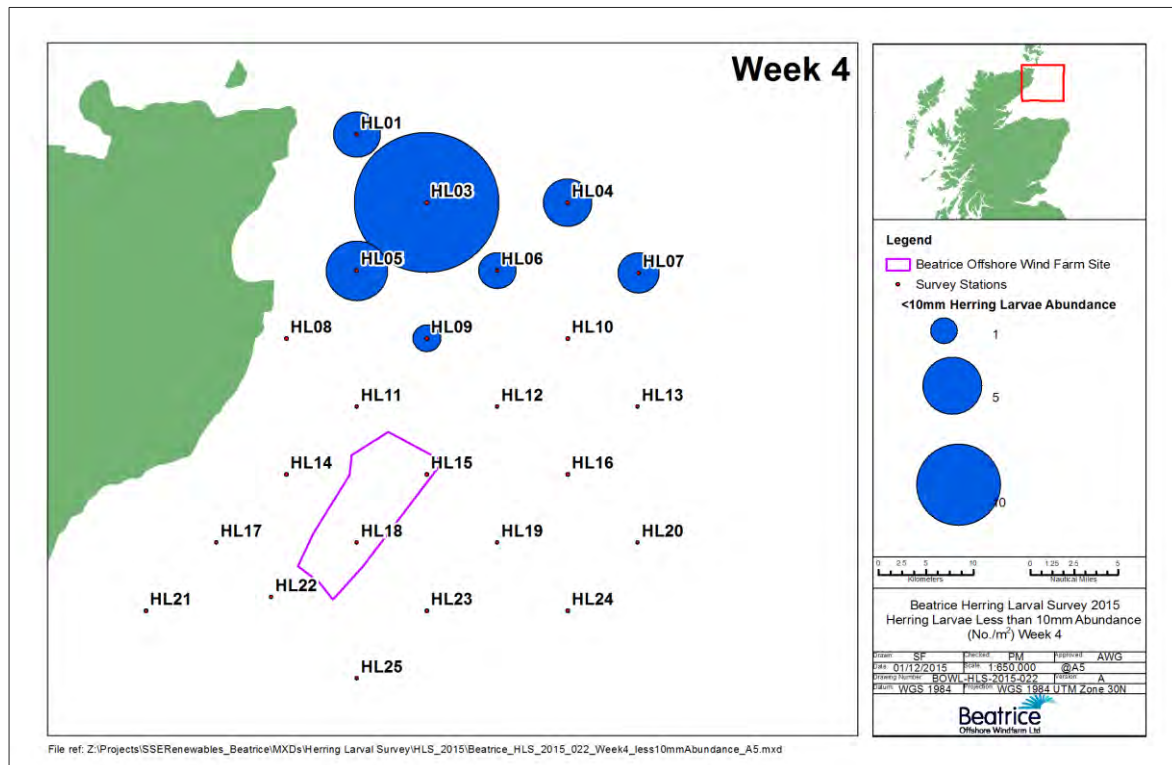 Week 4
HL01
HL03
HL04
HL05
HL06
HL07
HL08
HL09
HL10
HL11
HL12
HL13
HL14
HL15
HL16
HL17
HL18
HL19
HL20
HL21
HL22
HL23
HL24
HL25
Legend
Beatrice Offshore Wind Farm Site
Survey Stations
<10mm Herring Larvae Abundance
1
5
10
0 2.5 5 10
Kilometers
0 1.25 2.5 5
Nautical Miles
Beatrice Herring Larval Survey 2015
Herring Larvae Less than 10mm Abundance
(No./m²) Week 4
Drawn: SF Checked: PM Approved: AWG
Date: 01/12/2015 Scale: 1:650,000 @A5
Drawing Number: BOWL-HLS-2015-022 Version: A
Datum: WGS 1984 Projection: WGS 1984 UTM Zone 30N
Beatrice
Offshore Windfarm Ltd
File ref: Z:\Projects\SSERenewables_Beatrice\MXDs\Herring Larval Survey\HLS_2015\Beatrice_HLS_2015_022_Week4_less10mmAbundance_A5.mxd